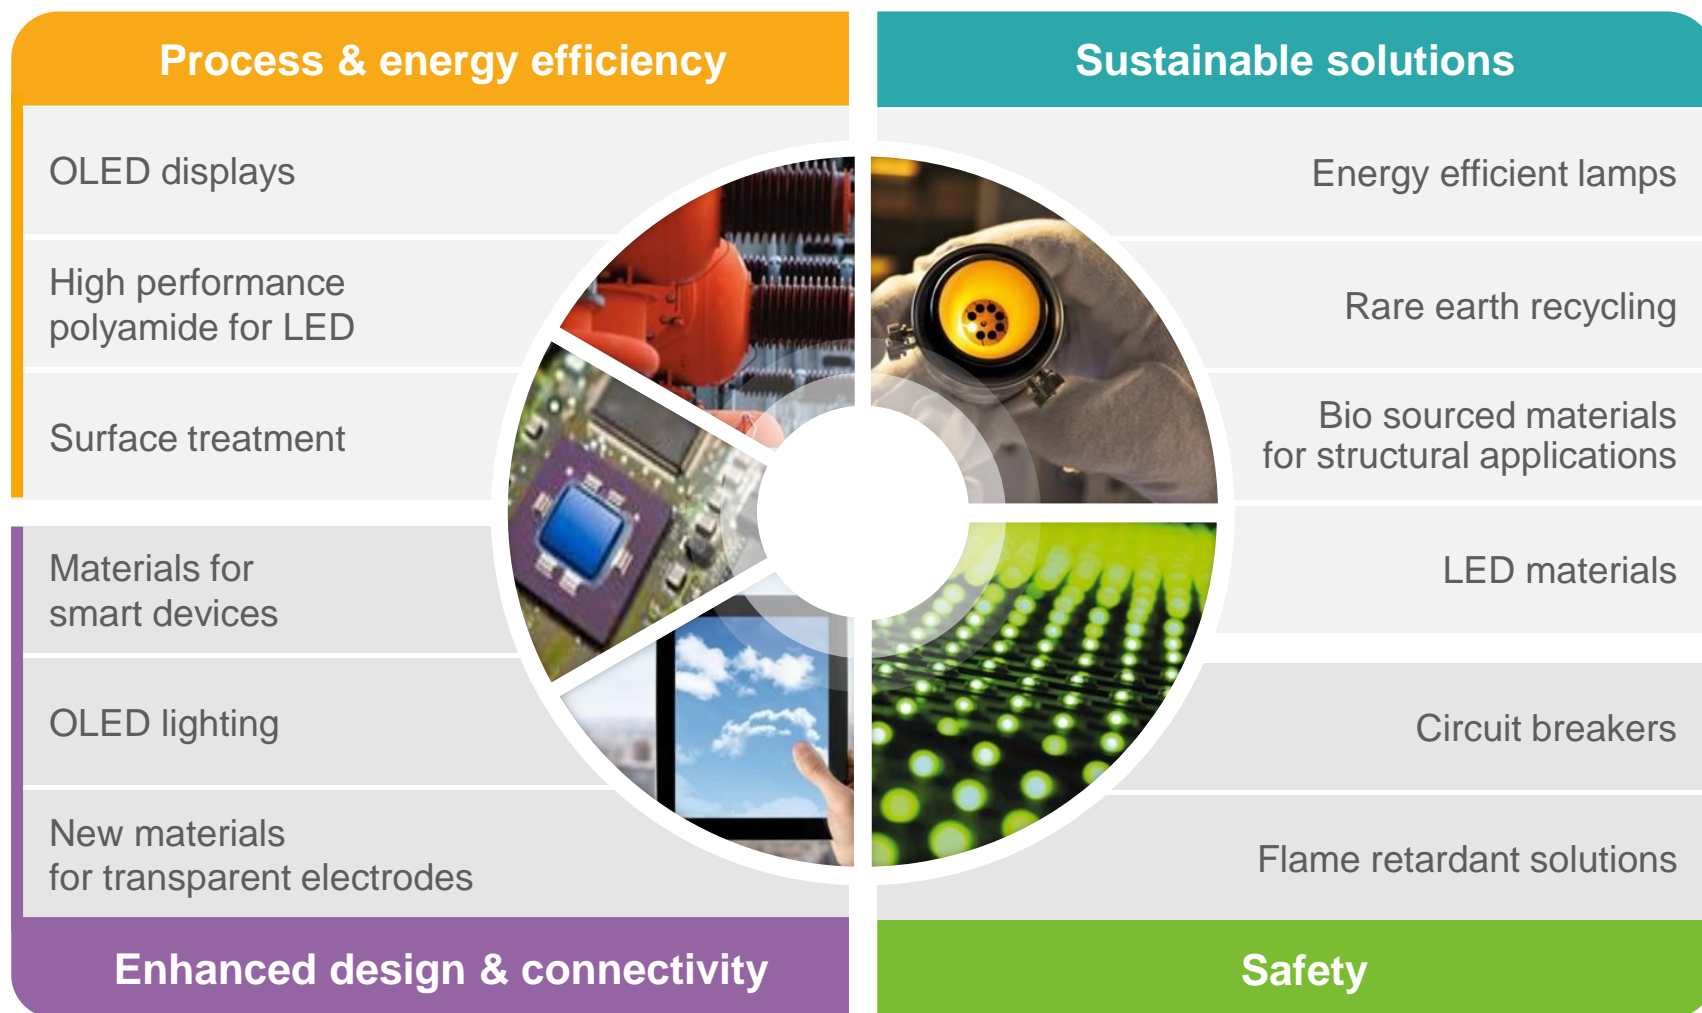 Process & energy efficiency
OLED displays
High performance
polyamide for LED
Surface treatment
Materials for
smart devices
OLED lighting
New materials
for transparent electrodes
Enhanced design & connectivity
Sustainable solutions
Energy efficient lamps
Rare earth recycling
Bio sourced materials
for structural applications
LED materials
Circuit breakers
Flame retardant solutions
Safety